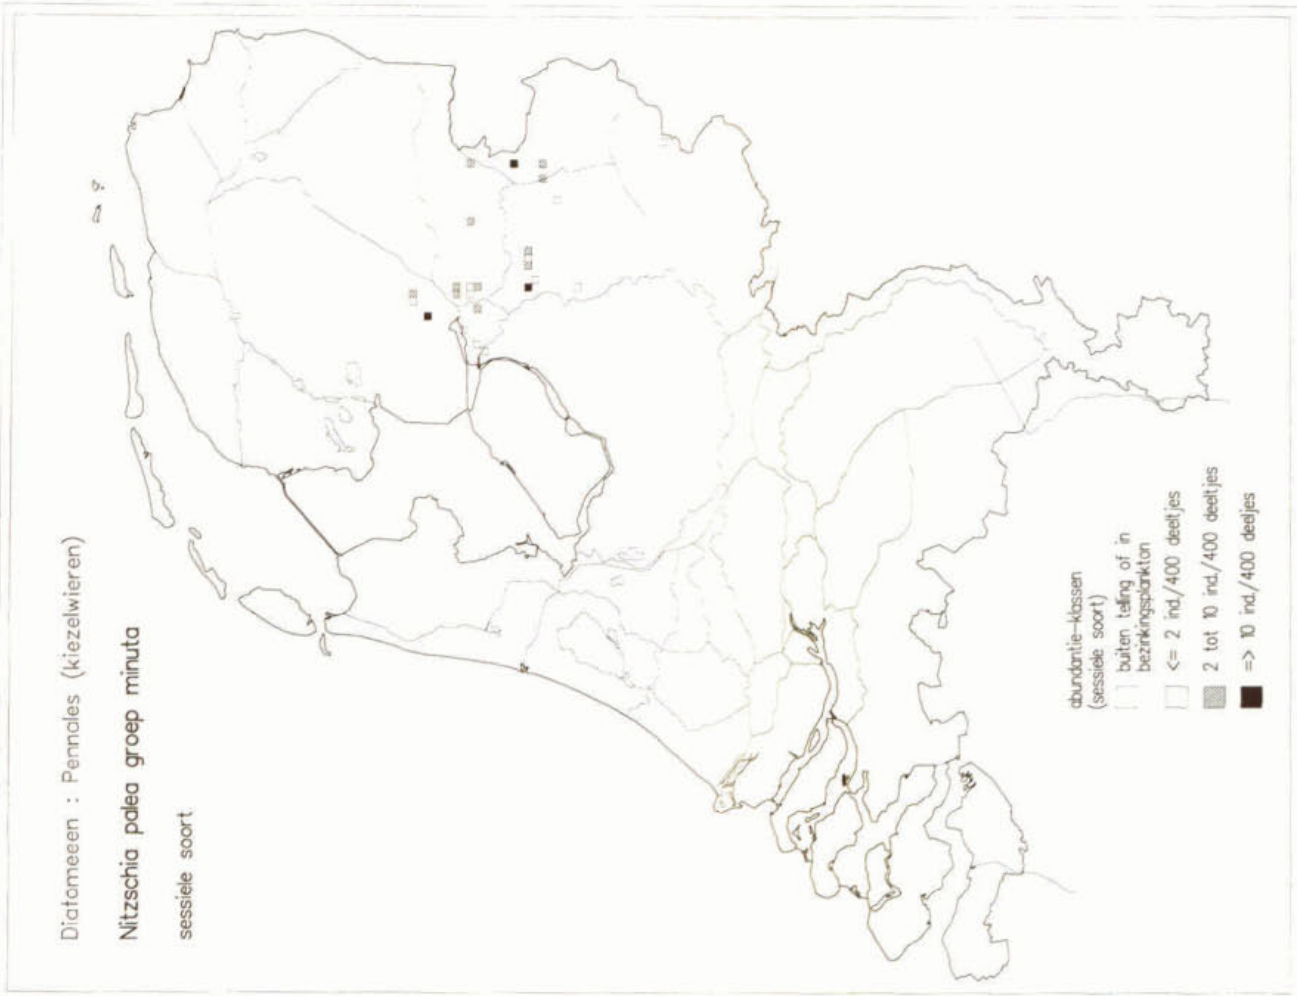 Diatomeeen : Pennales (kiezelwieren)
Nitzschia palea groep minuta
sessiele soort
abundantie-klassen
(sessiele soort)
buiten telling of in
bezinkingsplankton
<= 2 ind./400 deeltjes
2 tot 10 ind./400 deeltjes
=> 10 ind./400 deeljes